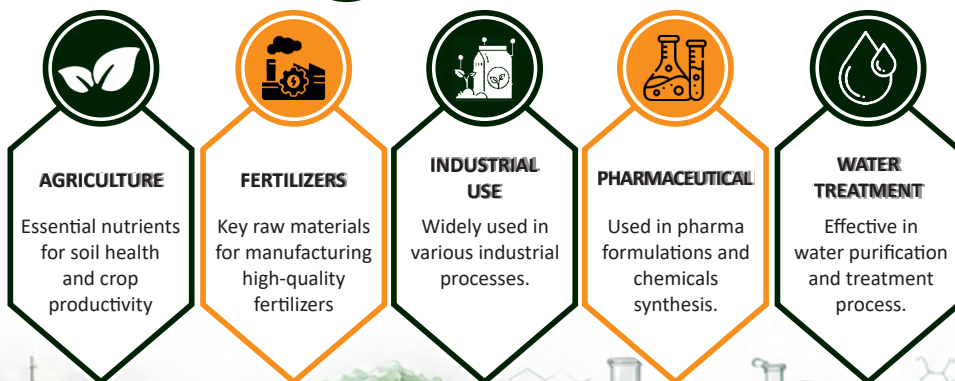 AGRICULTURE
Essential nutrients
for soil health
and crop
productivity
FERTILIZERS
Key raw materials
for manufacturing
high-quality
fertilizers
INDUSTRIAL
USE
Widely used in
various industrial
processes.
PHARMACEUTICAL
Used in pharma
formulations and
chemicals
synthesis.
WATER
TREATMENT
Effective in
water purification
and treatment
process.